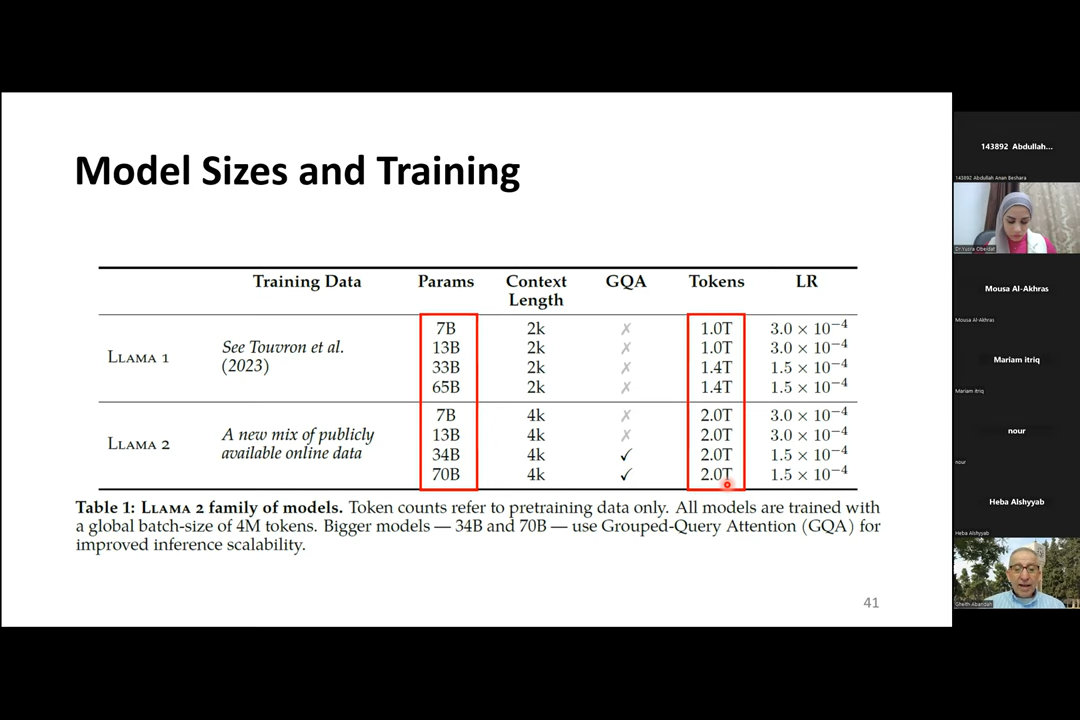 Model Sizes and Training
Training Data Params Context Length GQA Tokens LR
LLAMA 1 See Touvron et al. (2023)
7B 2k ✗ 1.0T 3.0 × 10⁻⁴
13B 2k ✗ 1.0T 3.0 × 10⁻⁴
33B 2k ✗ 1.4T 1.5 × 10⁻⁴
65B 2k ✗ 1.4T 1.5 × 10⁻⁴
LLAMA 2 A new mix of publicly available online data
7B 4k ✗ 2.0T 3.0 × 10⁻⁴
13B 4k ✗ 2.0T 3.0 × 10⁻⁴
34B 4k ✓ 2.0T 1.5 × 10⁻⁴
70B 4k ✓ 2.0T 1.5 × 10⁻⁴
Table 1: LLAMA 2 family of models. Token counts refer to pretraining data only. All models are trained with
a global batch-size of 4M tokens. Bigger models — 34B and 70B — use Grouped-Query Attention (GQA) for
improved inference scalability.
41
143892 Abdullah...
143892 Abdullah Anan Beshara
Dr.Yusra Obeidat
Mousa Al-Akhras
Mousa Al-Akhras
Mariam itriq
Mariam itriq
nour
nour
Heba Alshyyab
Heba Alshyyab
Gheith Abandah